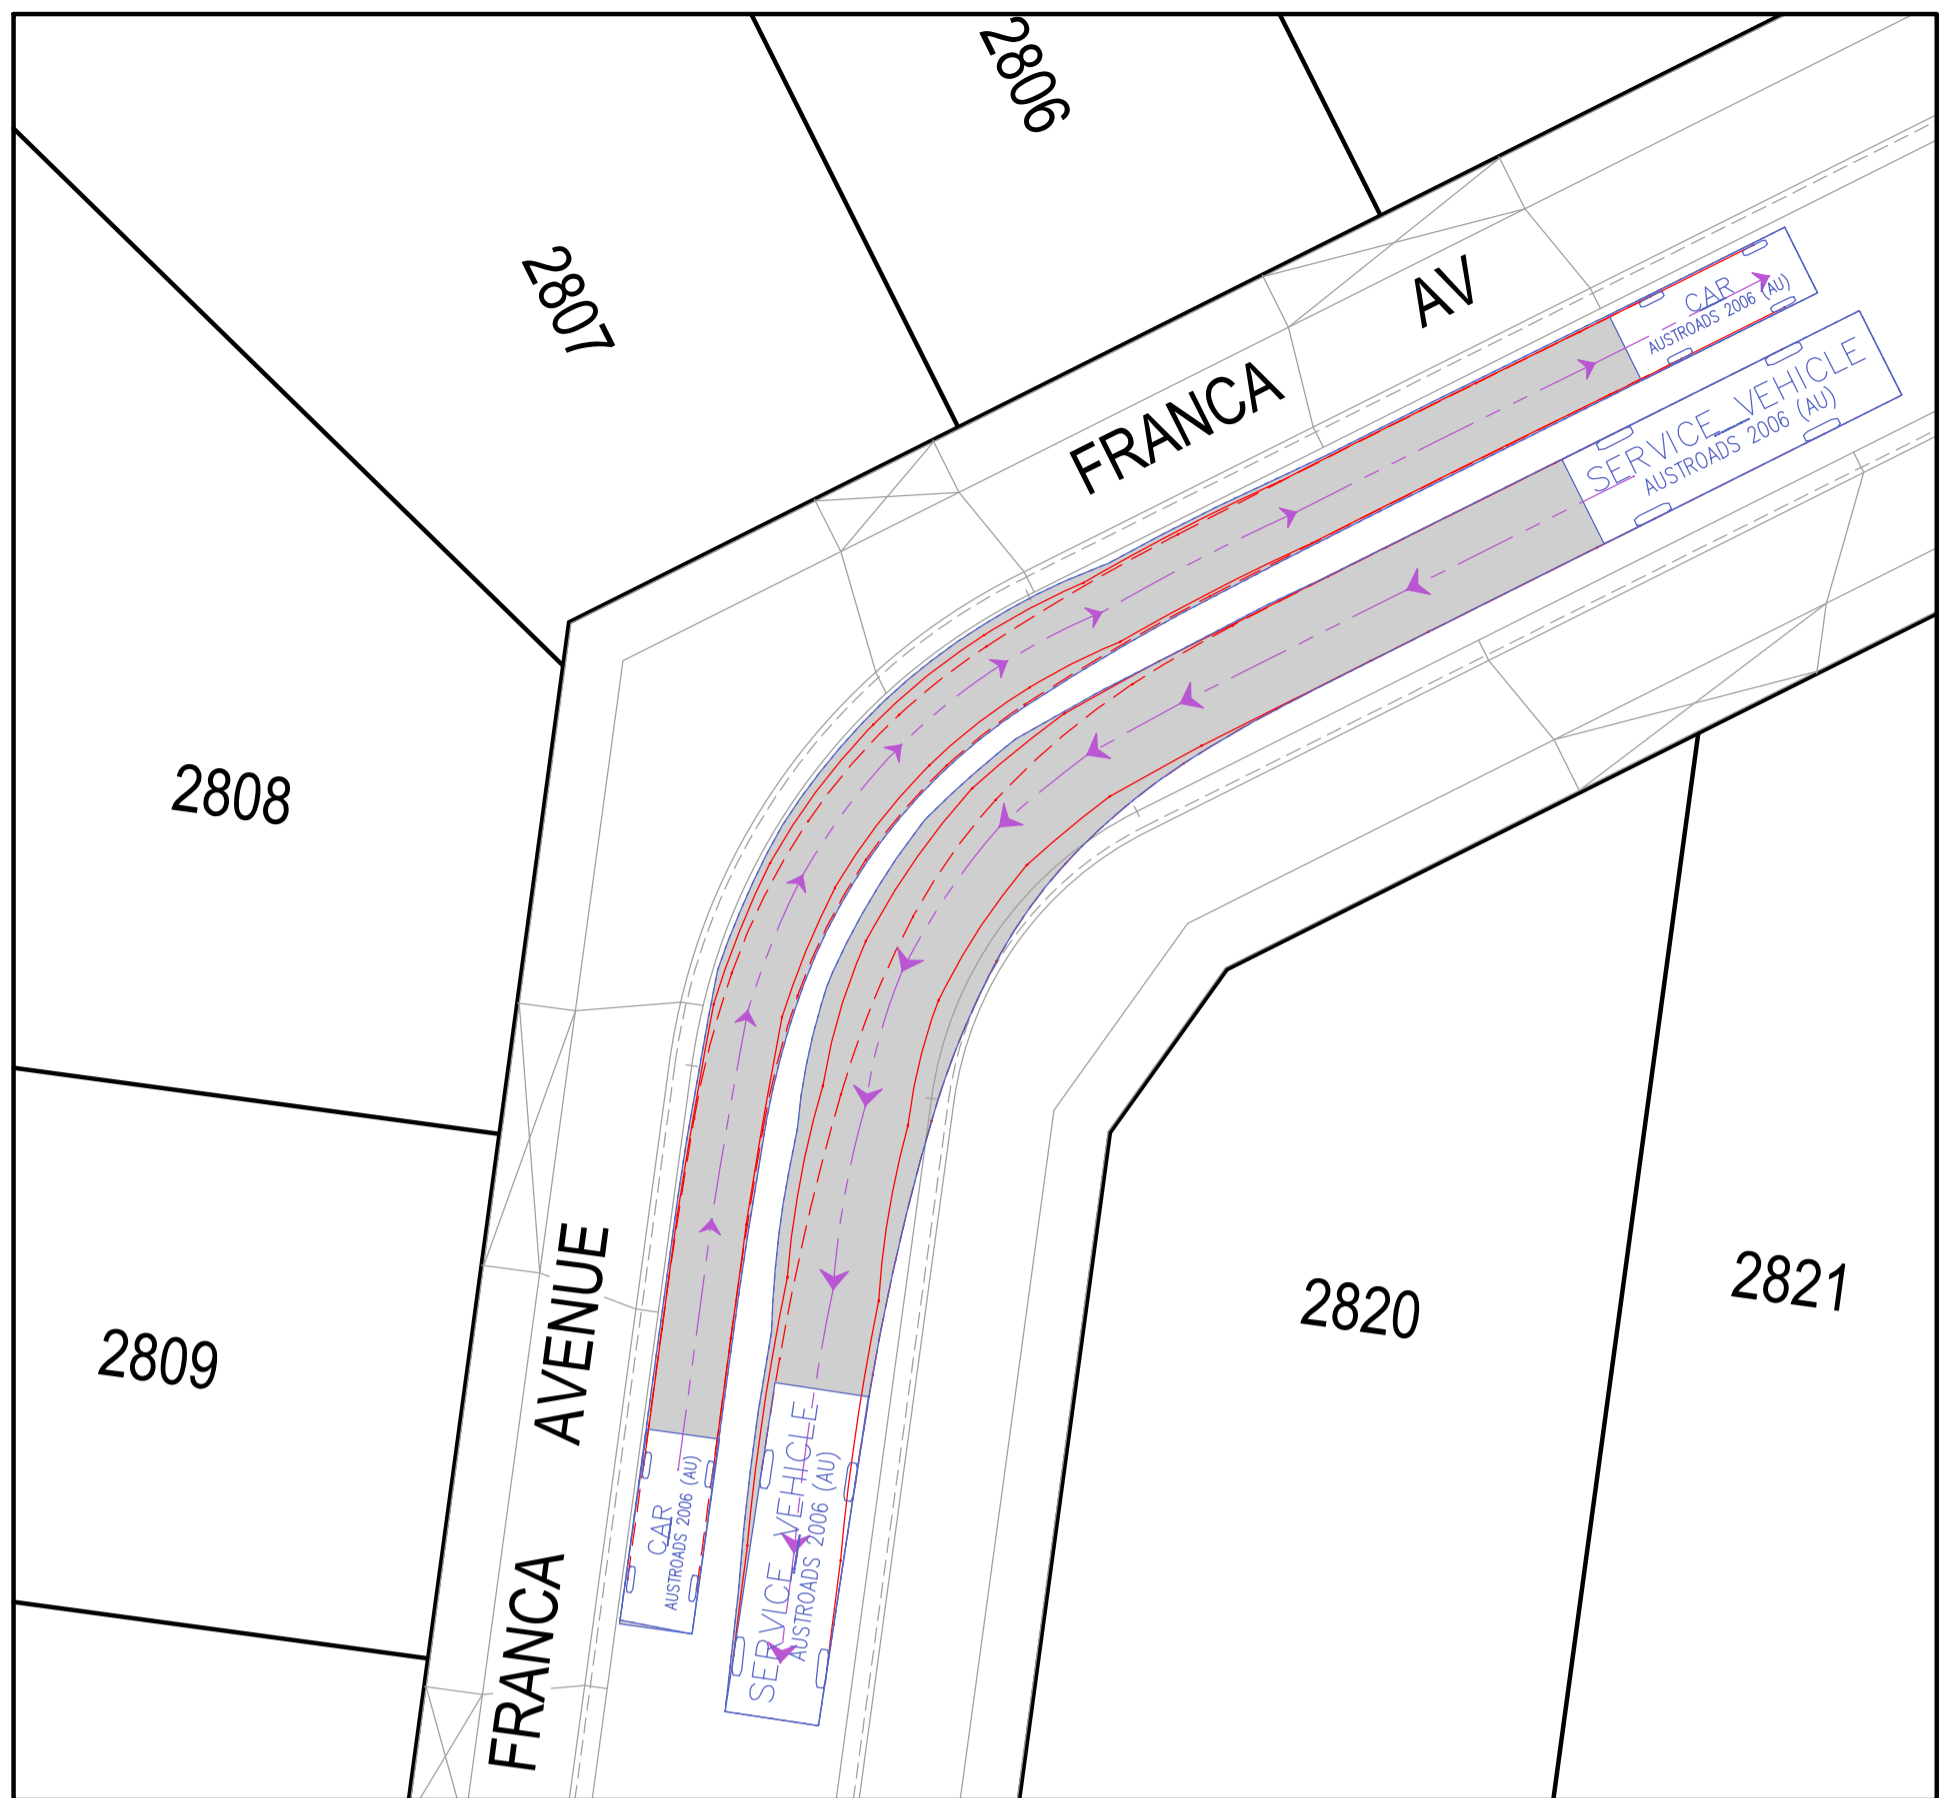 2806
2807
FRANCA AV
CAR
AUSTROADS 2006 (AU)
SERVICE VEHICLE
AUSTROADS 2006 (AU)
2808
2809
FRANCA AVENUE
CAR
AUSTROADS 2006 (AU)
SERVICE VEHICLE
AUSTROADS 2006 (AU)
2820
2821